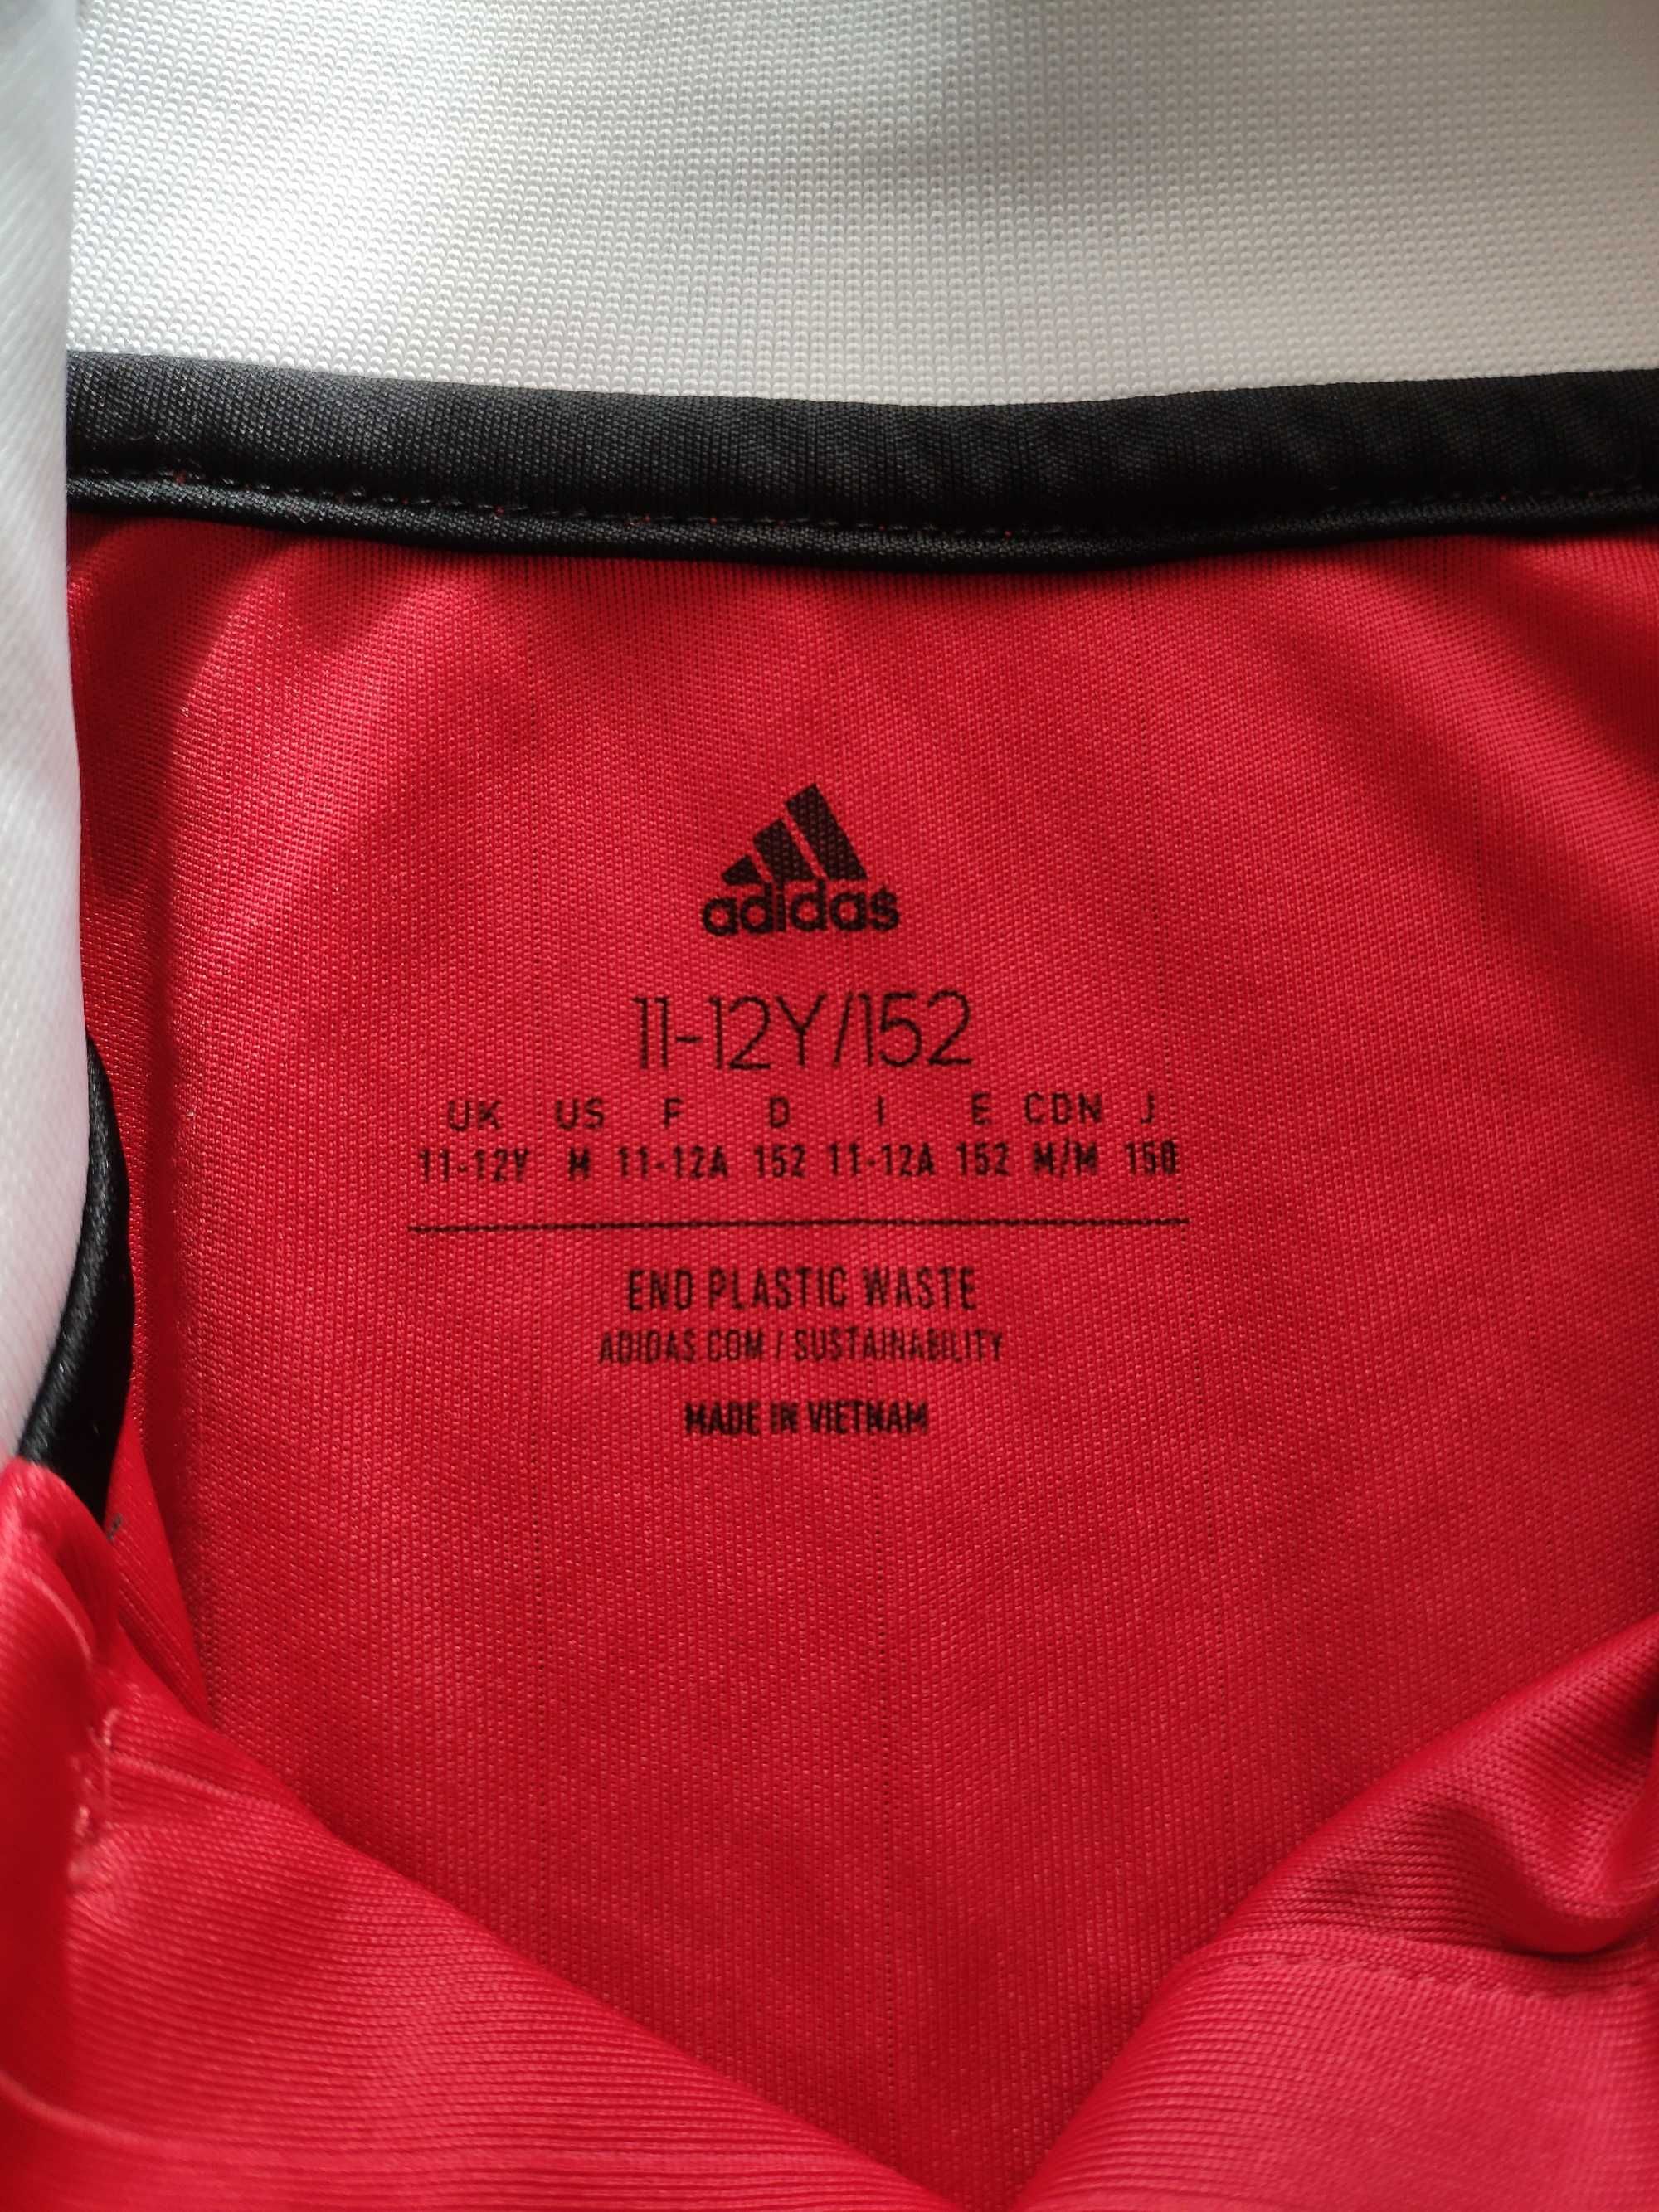 adidas
11-12Y/152
UK US F D I E CDN J
11-12Y M 11-12A 152 11-12A 152 M/M 150
END PLASTIC WASTE
ADIDAS.COM / SUSTAINABILITY
MADE IN VIETNAM